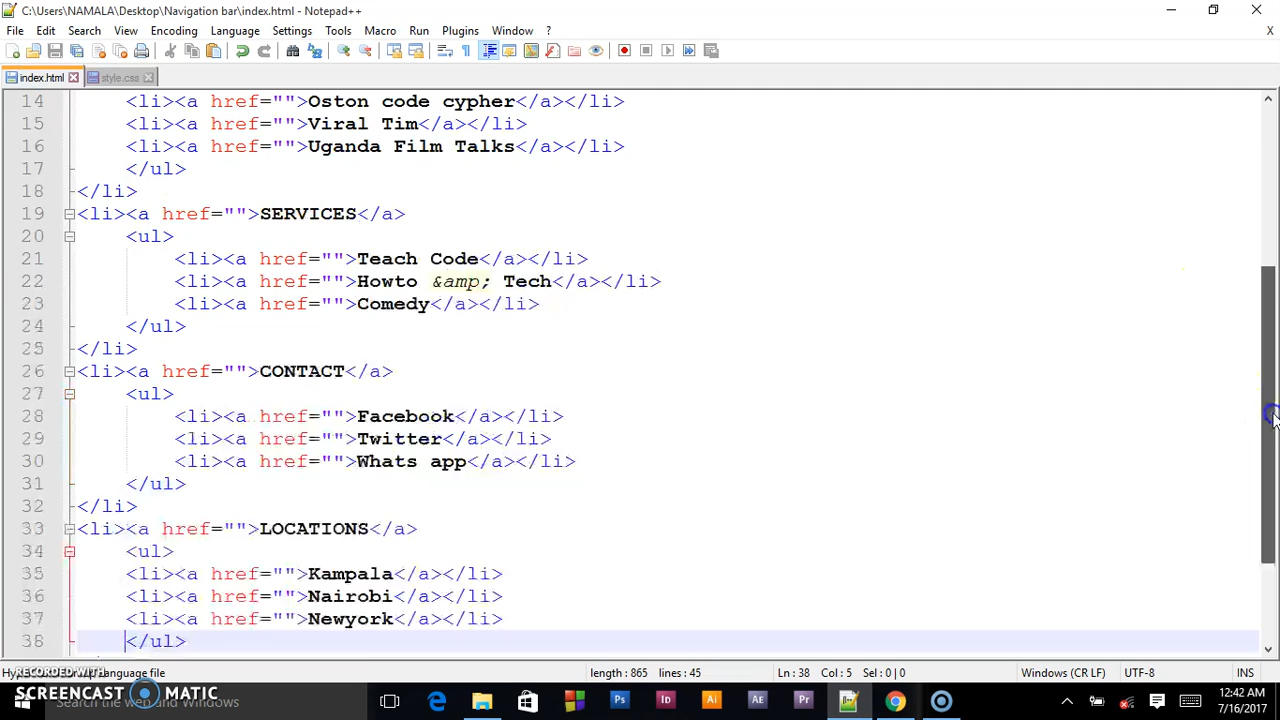 C:\Users\NAMALA\Desktop\Navigation bar\index.html - Notepad++
File Edit Search View Encoding Language Settings Tools Macro Run Plugins Window ? X
index.html style.css
14 <li><a href="">Oston code cypher</a></li>
15 <li><a href="">Viral Tim</a></li>
16 <li><a href="">Uganda Film Talks</a></li>
17 </ul>
18 </li>
19 <li><a href="">SERVICES</a>
20 <ul>
21 <li><a href="">Teach Code</a></li>
22 <li><a href="">Howto &amp; Tech</a></li>
23 <li><a href="">Comedy</a></li>
24 </ul>
25 </li>
26 <li><a href="">CONTACT</a>
27 <ul>
28 <li><a href="">Facebook</a></li>
29 <li><a href="">Twitter</a></li>
30 <li><a href="">Whats app</a></li>
31 </ul>
32 </li>
33 <li><a href="">LOCATIONS</a>
34 <ul>
35 <li><a href="">Kampala</a></li>
36 <li><a href="">Nairobi</a></li>
37 <li><a href="">Newyork</a></li>
38 </ul>
RECORDED WITH language file length : 865 lines : 45 Ln : 38 Col : 5 Sel : 0 | 0 Windows (CR LF) UTF-8 INS
SCREENCAST MATIC Search the web and Windows Ps Id Ai AE Pr 12:42 AM
7/16/2017